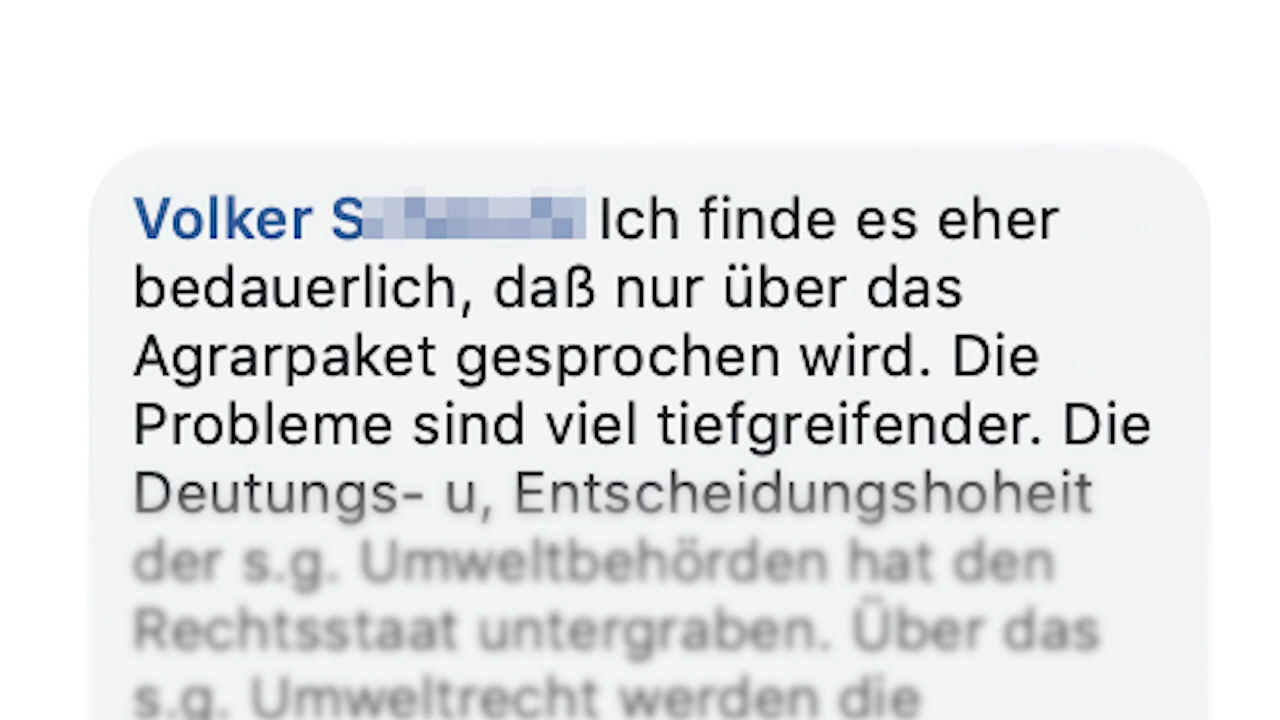 Volker S Ich finde es eher
bedauerlich, daß nur über das
Agrarpaket gesprochen wird. Die
Probleme sind viel tiefgreifender. Die
Deutungs- u, Entscheidungshoheit
der s.g. Umweltbehörden hat den
Rechtsstaat untergraben. Über das
s.g. Umweltrecht werden die